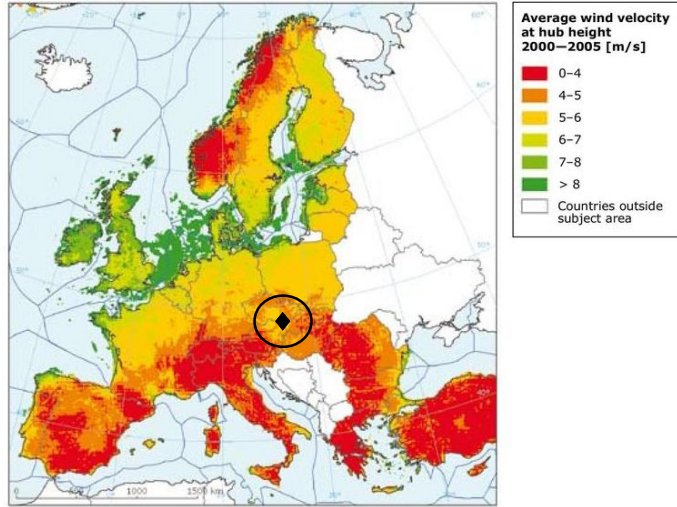 Average wind velocity
at hub height
2000—2005 [m/s]
0–4
4–5
5–6
6–7
7–8
> 8
Countries outside
subject area
0
1000
1500 km